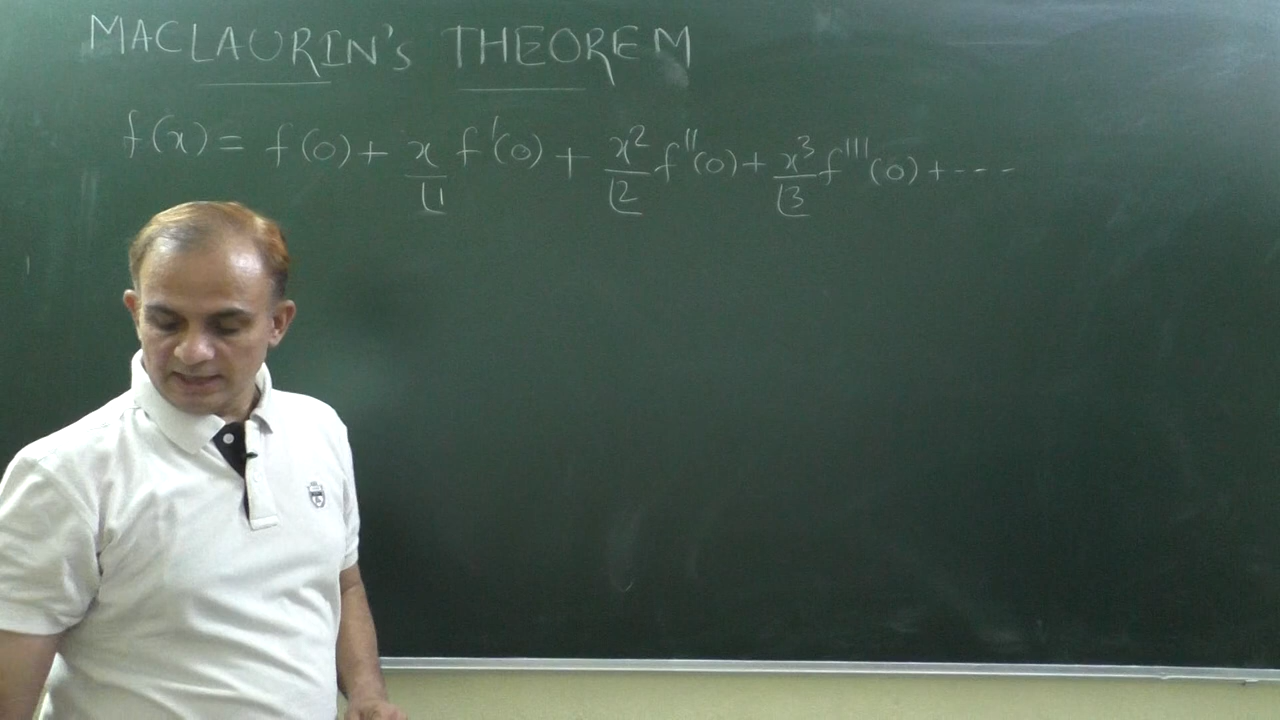 MACLAURIN's THEOREM
f(x) = f(0) + x/⌊1 f'(0) + x²/⌊2 f''(0) + x³/⌊3 f'''(0) + ----